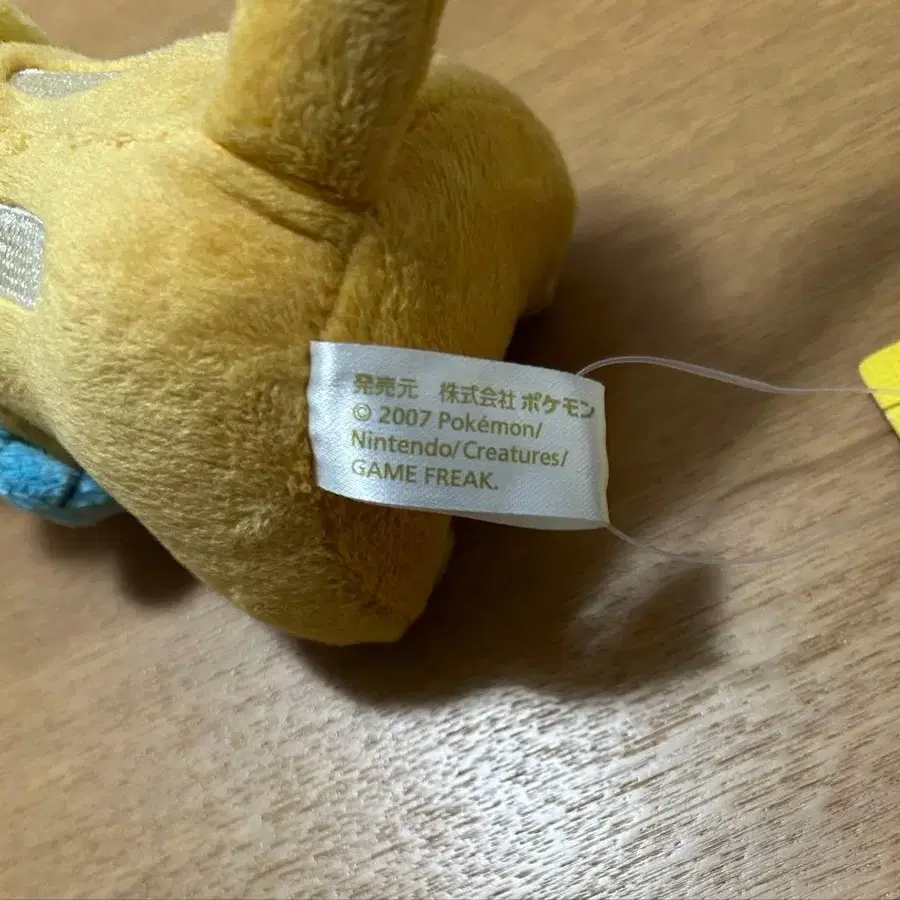 発売元 株式会社 ポケモン
© 2007 Pokémon/
Nintendo/Creatures/
GAME FREAK.